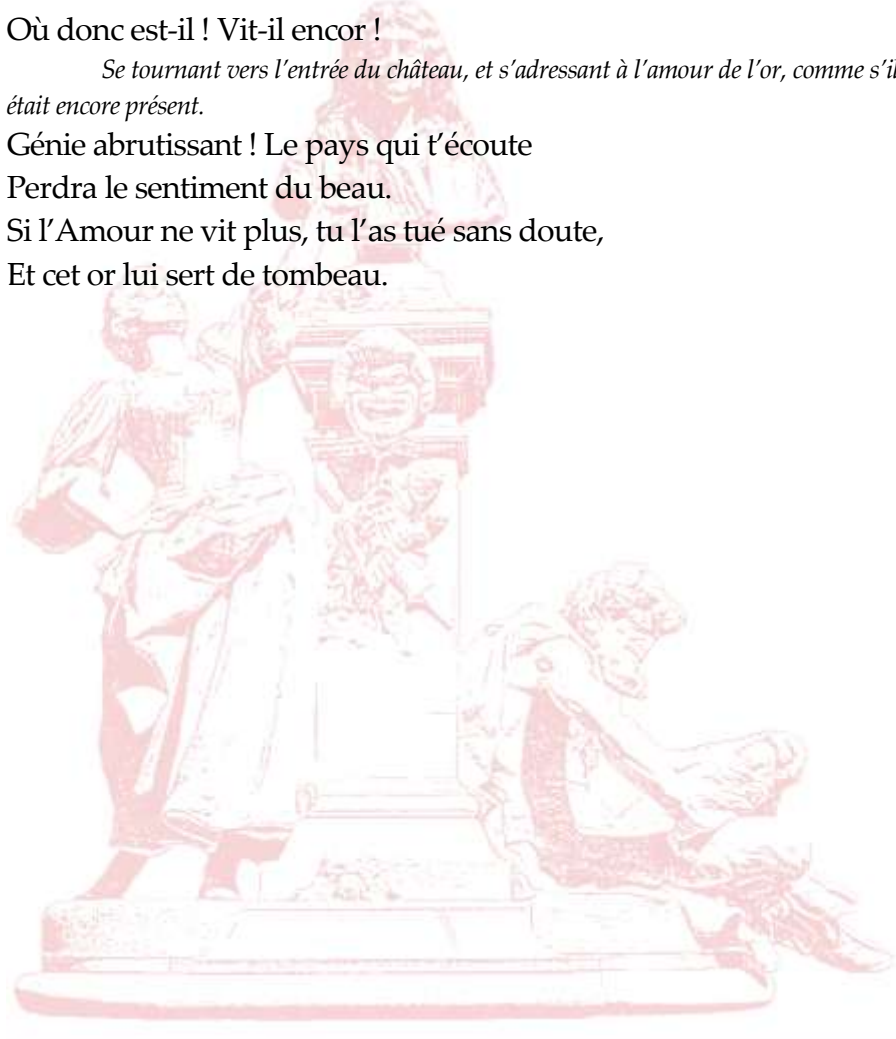 Où donc est-il ! Vit-il encor !
Se tournant vers l’entrée du château, et s’adressant à l’amour de l’or, comme s’il
était encore présent.
Génie abrutissant ! Le pays qui t’écoute
Perdra le sentiment du beau.
Si l’Amour ne vit plus, tu l’as tué sans doute,
Et cet or lui sert de tombeau.